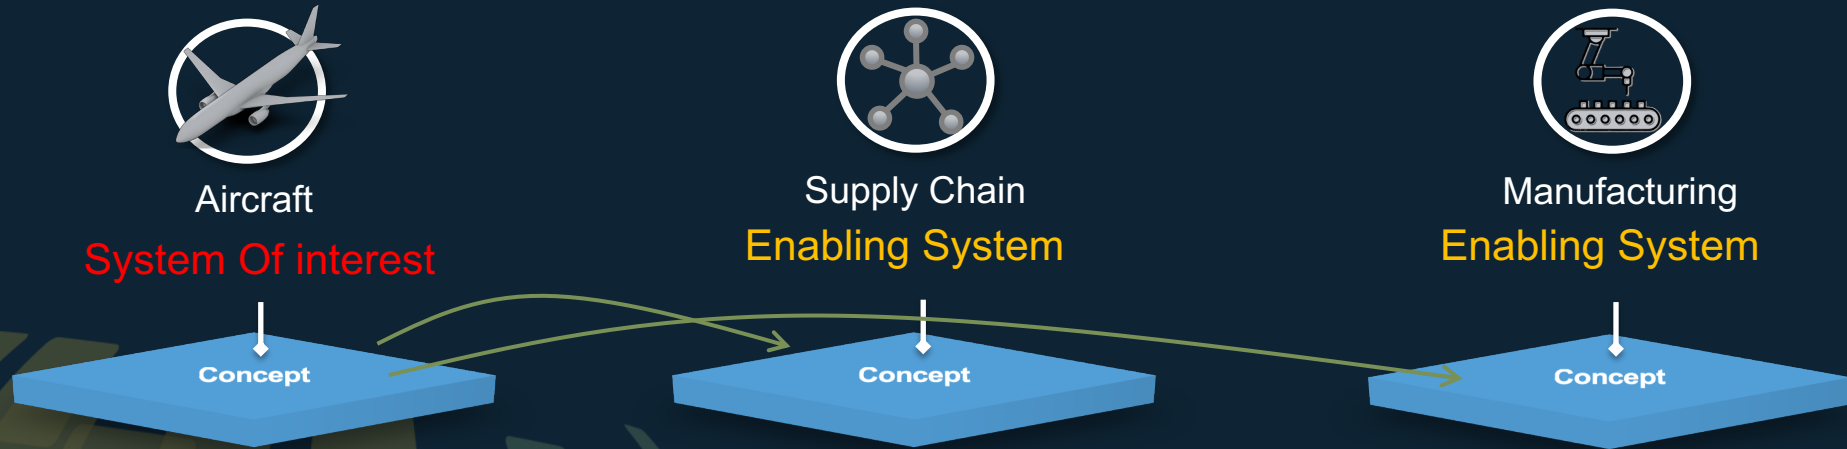 Aircraft
System Of interest
Concept
Supply Chain
Enabling System
Concept
Manufacturing
Enabling System
Concept